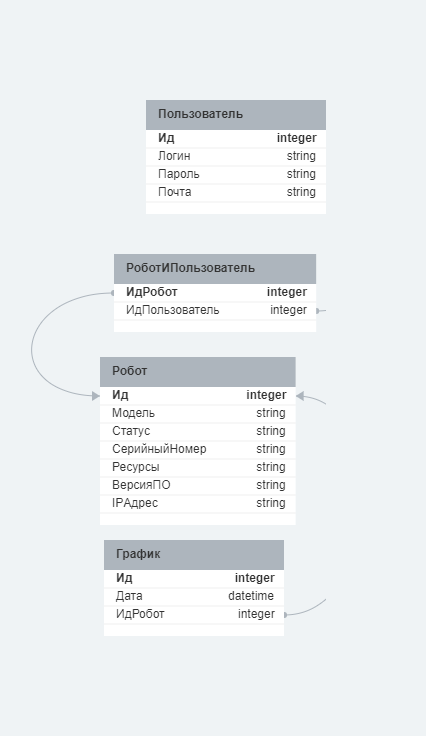 Пользователь
Ид integer
Логин string
Пароль string
Почта string
РоботИПользователь
ИдРобот integer
ИдПользователь integer
Робот
Ид integer
Модель string
Статус string
СерийныйНомер string
Ресурсы string
ВерсияПО string
IPАдрес string
График
Ид integer
Дата datetime
ИдРобот integer